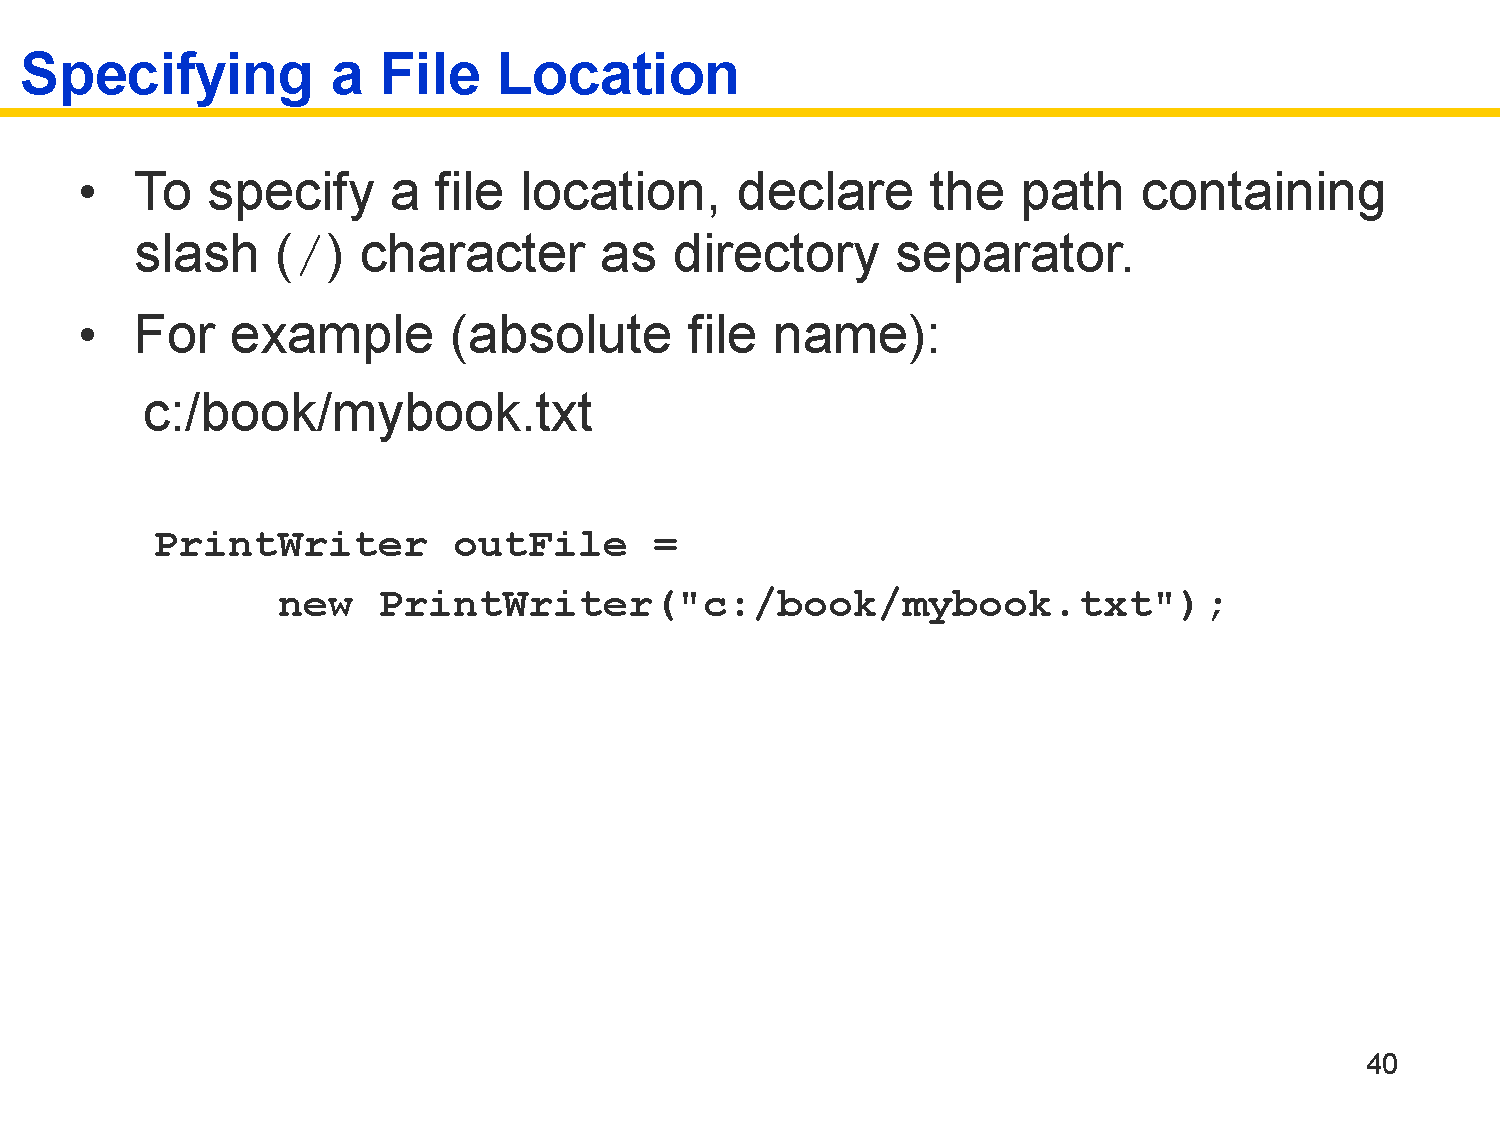 Specifying a File Location
• To specify a file location, declare the path containing
slash (/) character as directory separator.
• For example (absolute file name):
c:/book/mybook.txt
PrintWriter outFile =
new PrintWriter("c:/book/mybook.txt");
40